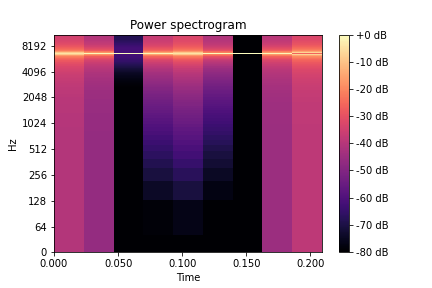 Power spectrogram
Hz
8192
4096
2048
1024
512
256
128
64
0
0.000 0.050 0.100 0.150 0.200
Time
+0 dB
-10 dB
-20 dB
-30 dB
-40 dB
-50 dB
-60 dB
-70 dB
-80 dB